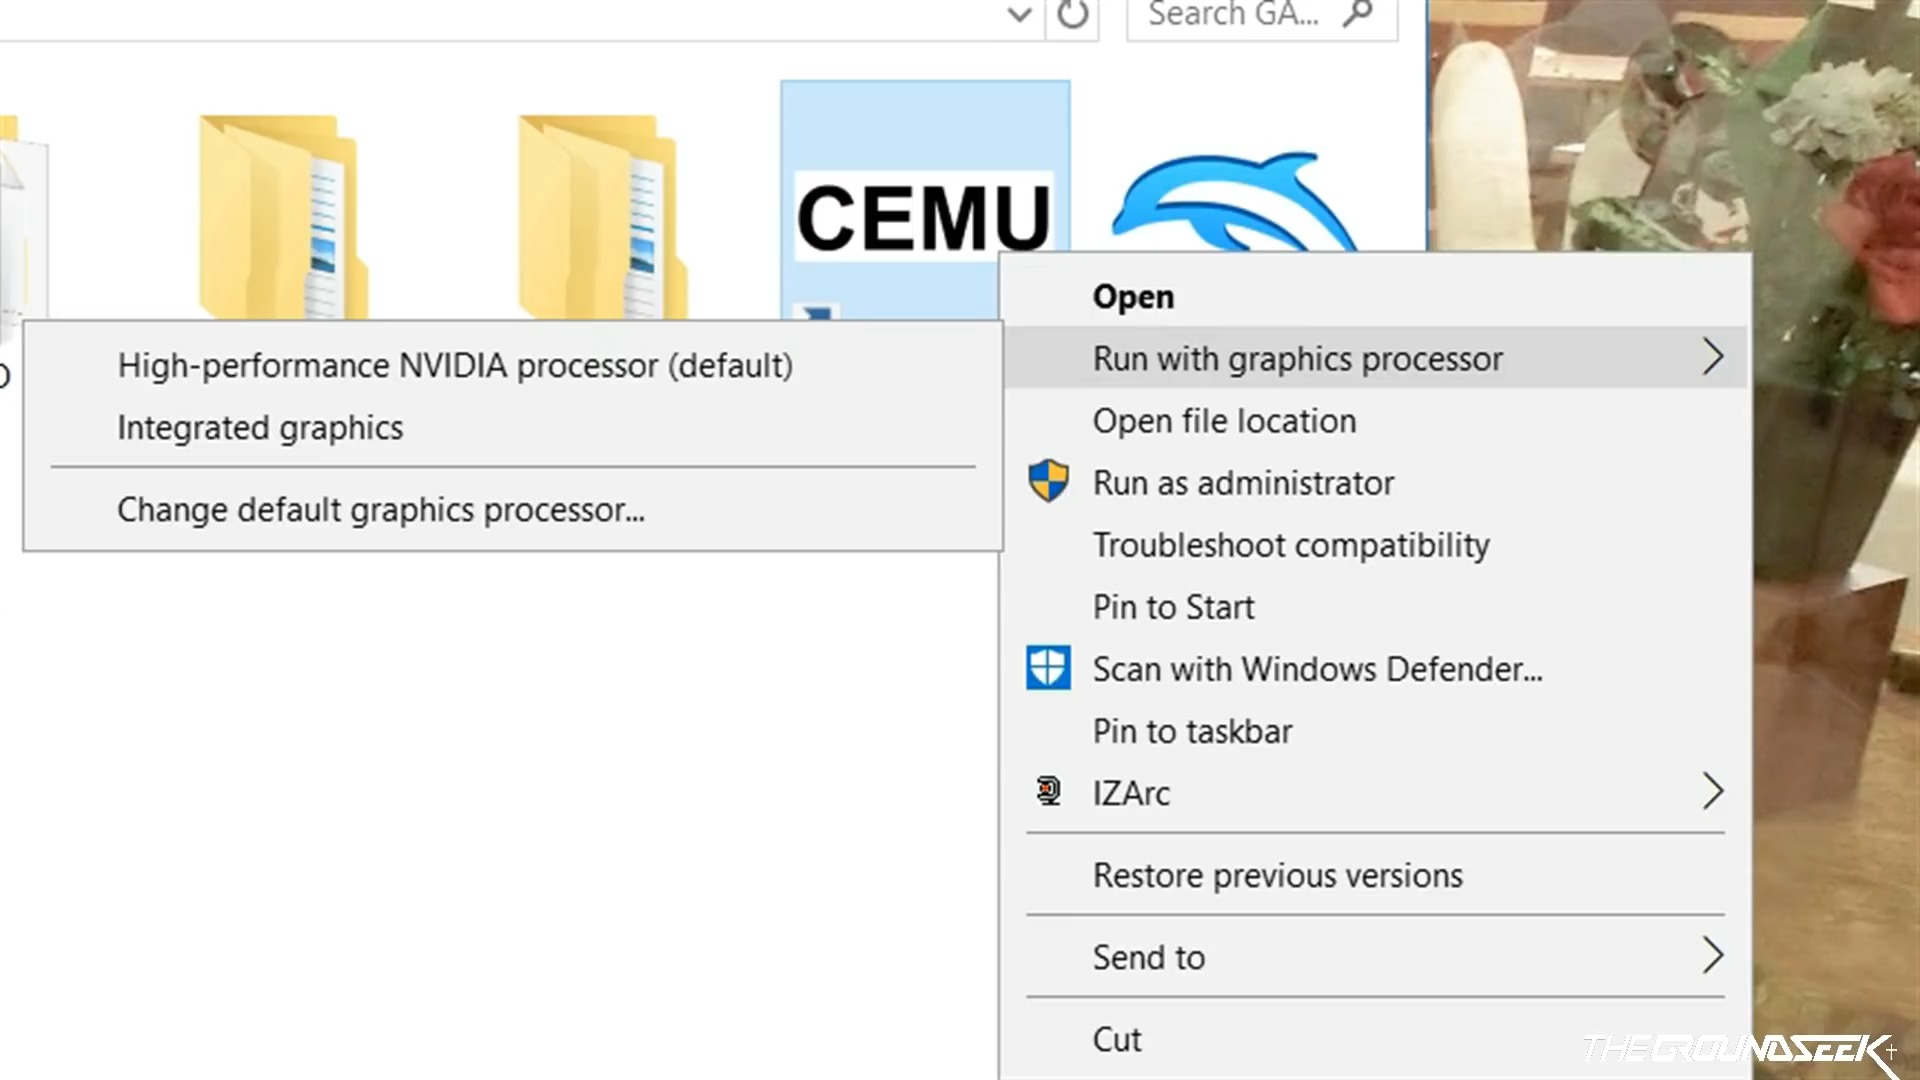 Search GA...
CEMU
High-performance NVIDIA processor (default)
Integrated graphics
Change default graphics processor...
Open
Run with graphics processor
Open file location
Run as administrator
Troubleshoot compatibility
Pin to Start
Scan with Windows Defender...
Pin to taskbar
IZArc
Restore previous versions
Send to
Cut
THEGROUNDSEEK